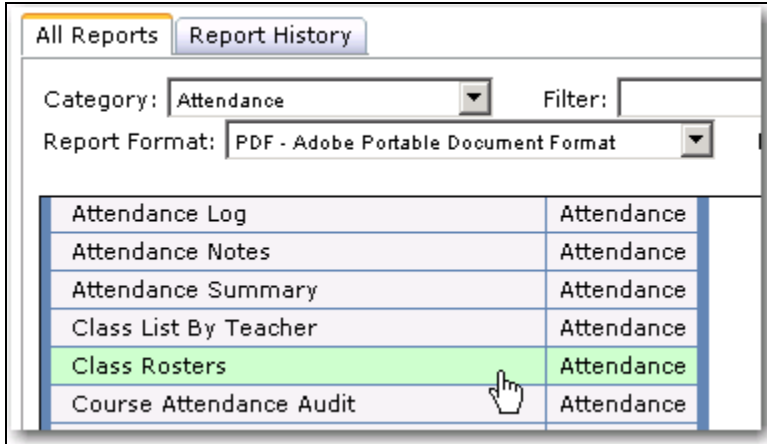 All Reports Report History
Category: Attendance Filter:
Report Format: PDF - Adobe Portable Document Format
Attendance Log Attendance
Attendance Notes Attendance
Attendance Summary Attendance
Class List By Teacher Attendance
Class Rosters Attendance
Course Attendance Audit Attendance